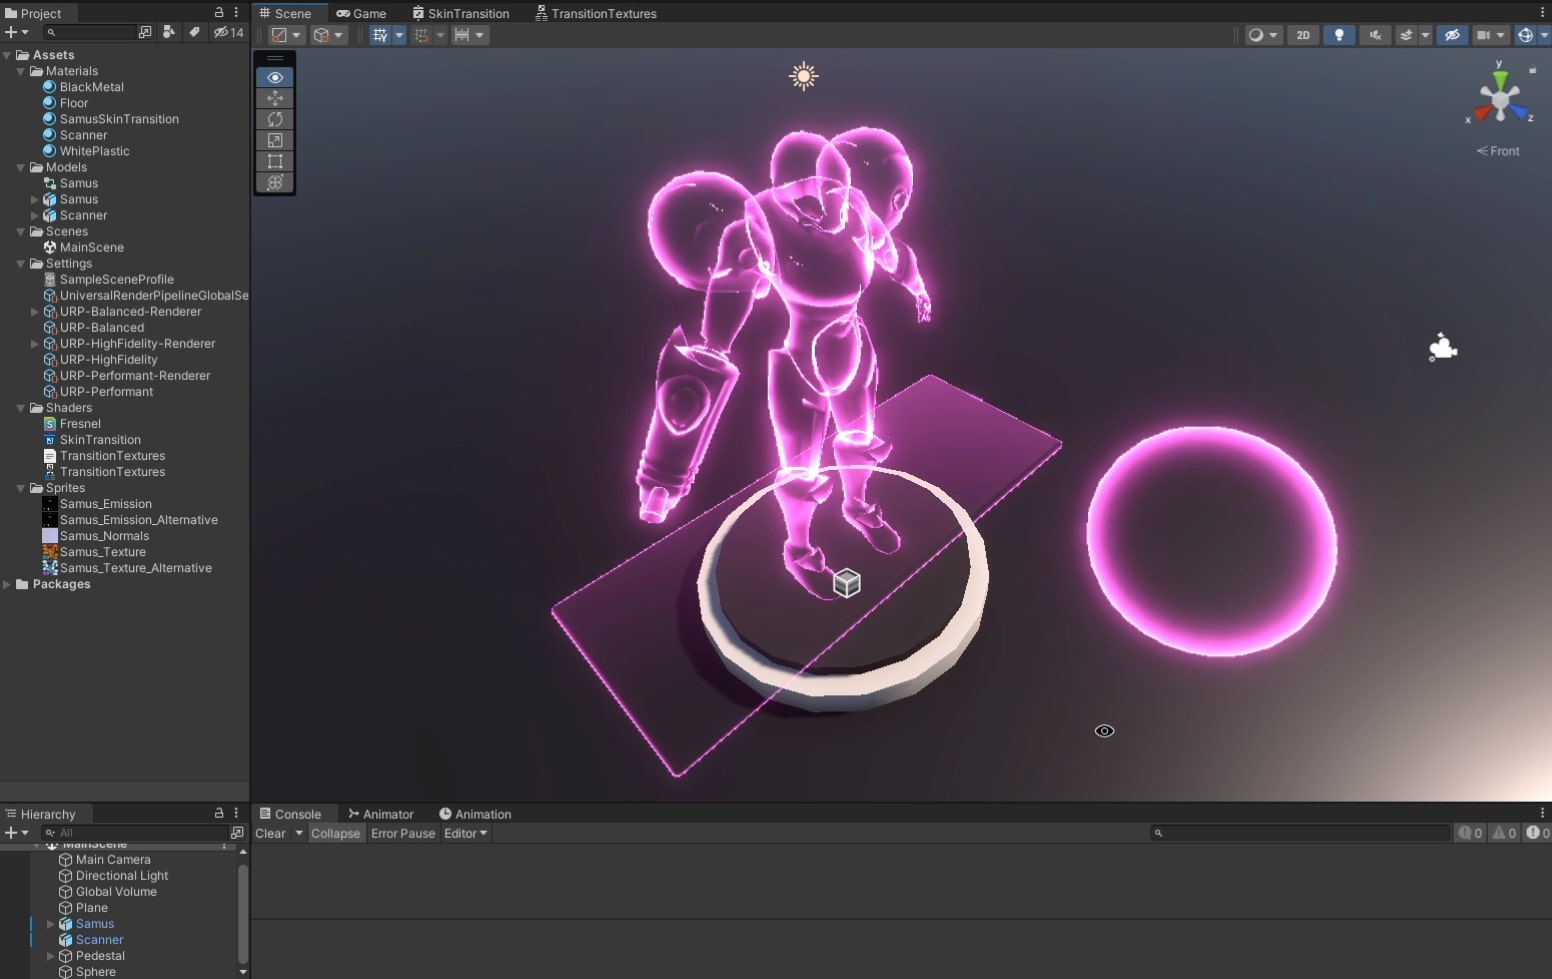 Project
14
Assets
Materials
BlackMetal
Floor
SamusSkinTransition
Scanner
WhitePlastic
Models
Samus
Samus
Scanner
Scenes
MainScene
Settings
SampleSceneProfile
UniversalRenderPipelineGlobalSe
URP-Balanced-Renderer
URP-Balanced
URP-HighFidelity-Renderer
URP-HighFidelity
URP-Performant-Renderer
URP-Performant
Shaders
Fresnel
SkinTransition
TransitionTextures
TransitionTextures
Sprites
Samus_Emission
Samus_Emission_Alternative
Samus_Normals
Samus_Texture
Samus_Texture_Alternative
Packages
Scene Game SkinTransition TransitionTextures
2D
y
x z
Front
Hierarchy
All
MainScene
Main Camera
Directional Light
Global Volume
Plane
Samus
Scanner
Pedestal
Sphere
Console Animator Animation
Clear Collapse Error Pause Editor
0 0 0